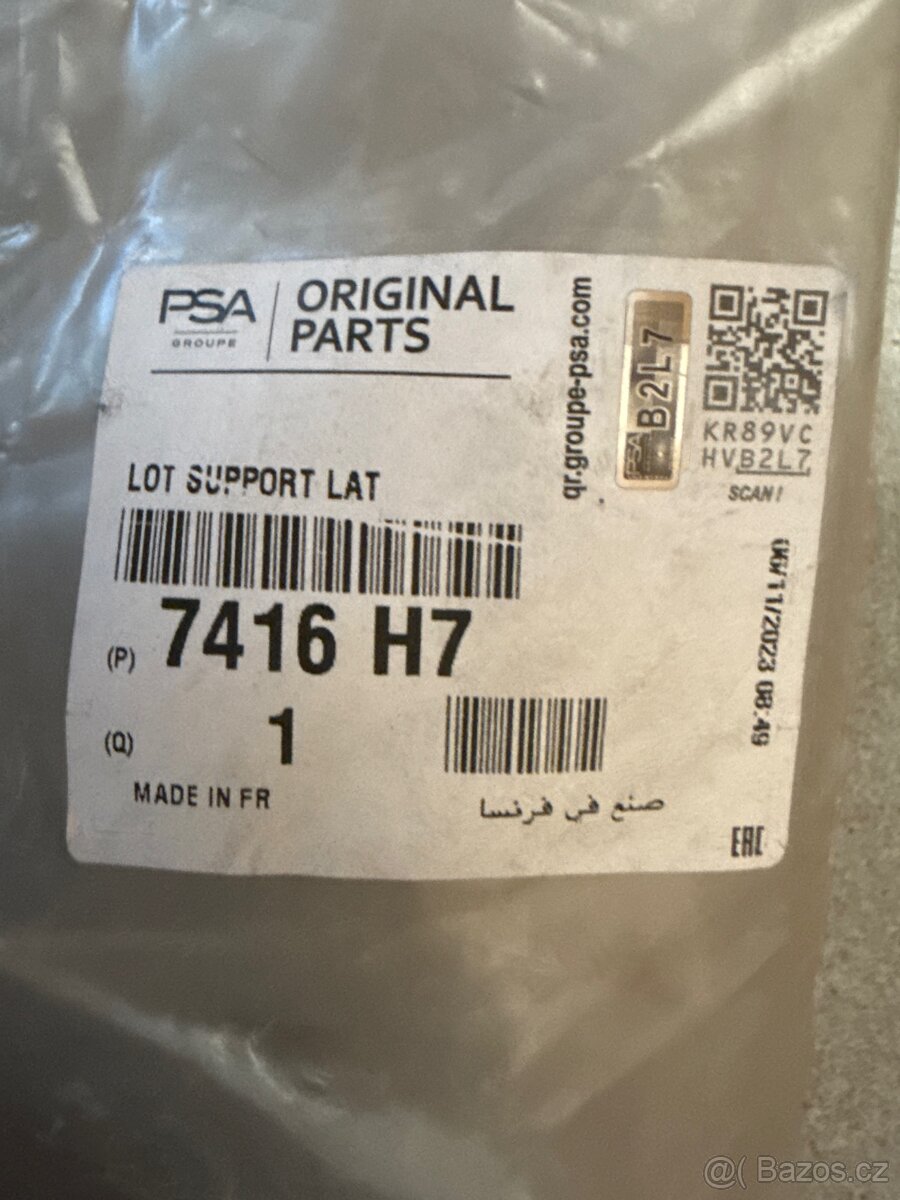 PSA
GROUPE
ORIGINAL
PARTS
qr.groupe-psa.com
PSA
B2L7
KR89VC
HVB2L7
SCAN!
LOT SUPPORT LAT
(P) 7416 H7
(Q) 1
MADE IN FR
صنع في فرنسا
06/11/2023 08:49
EAC
@( Bazos.cz